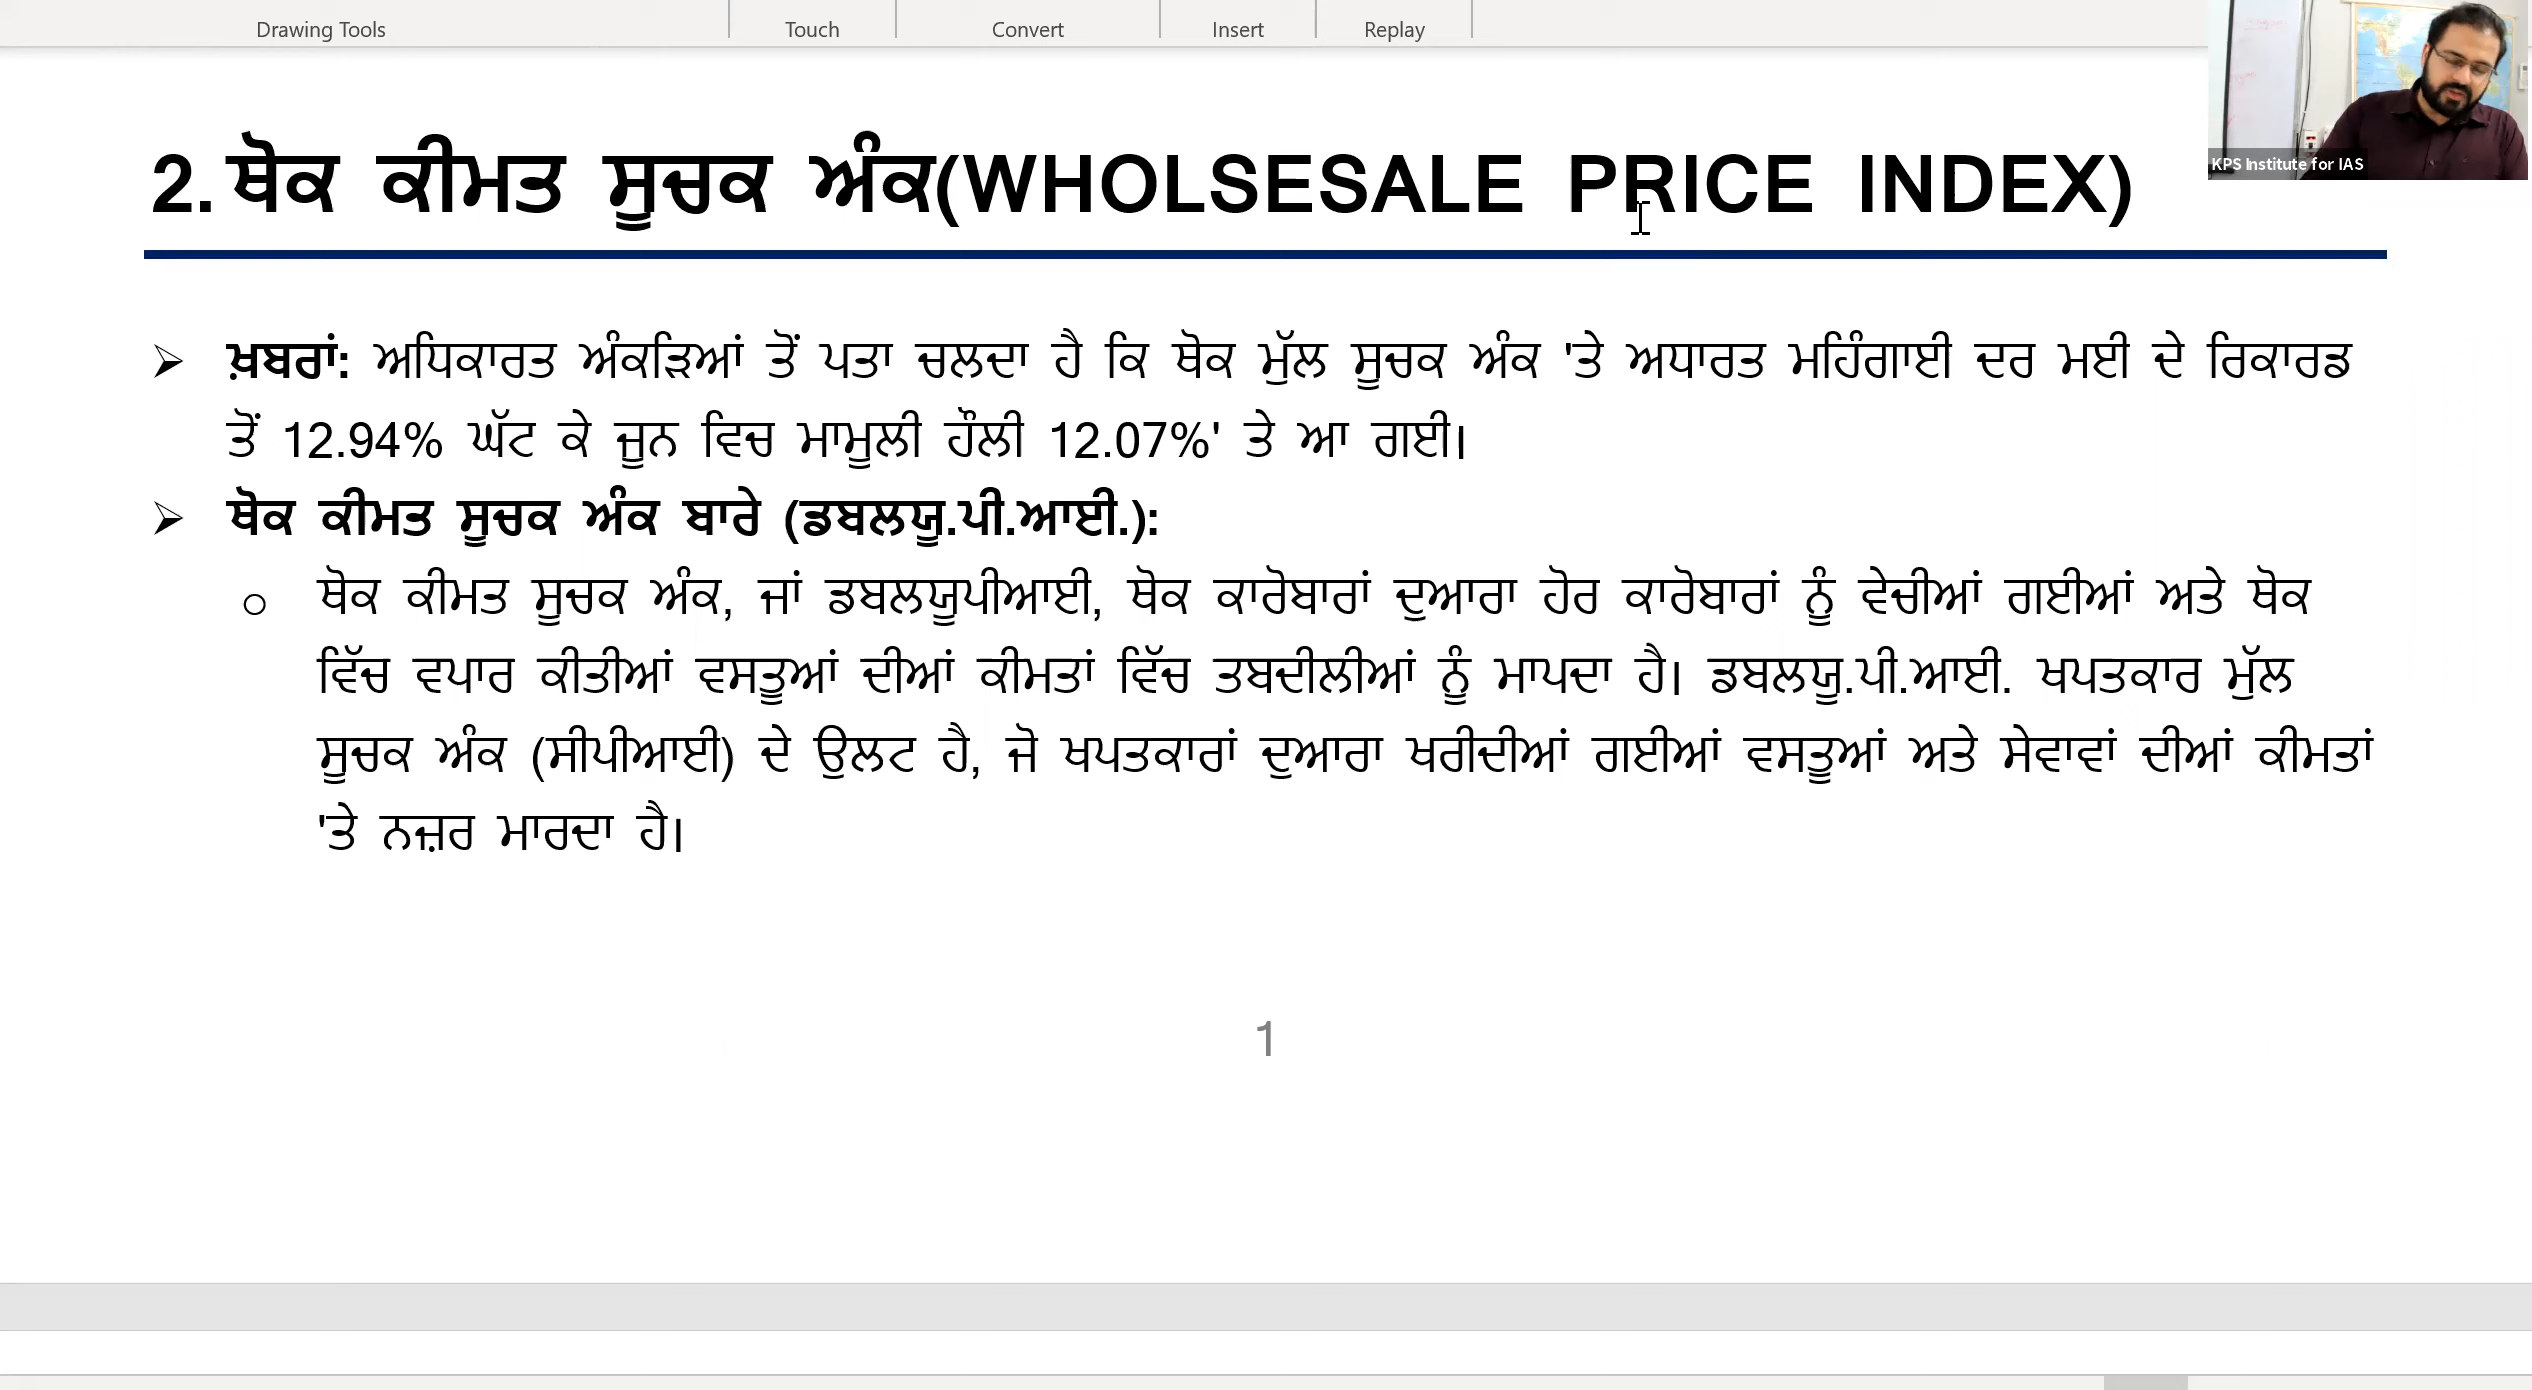 Drawing Tools Touch Convert Insert Replay
KPS Institute for IAS
2. ਥੋਕ ਕੀਮਤ ਸੂਚਕ ਅੰਕ(WHOLSESALE PRICE INDEX)
➢ ਖ਼ਬਰਾਂ: ਅਧਿਕਾਰਤ ਅੰਕੜਿਆਂ ਤੋਂ ਪਤਾ ਚਲਦਾ ਹੈ ਕਿ ਥੋਕ ਮੁੱਲ ਸੂਚਕ ਅੰਕ 'ਤੇ ਅਧਾਰਤ ਮਹਿੰਗਾਈ ਦਰ ਮਈ ਦੇ ਰਿਕਾਰਡ
ਤੋਂ 12.94% ਘੱਟ ਕੇ ਜੂਨ ਵਿਚ ਮਾਮੂਲੀ ਹੌਲੀ 12.07%' ਤੇ ਆ ਗਈ।
➢ ਥੋਕ ਕੀਮਤ ਸੂਚਕ ਅੰਕ ਬਾਰੇ (ਡਬਲਯੂ.ਪੀ.ਆਈ.):
o ਥੋਕ ਕੀਮਤ ਸੂਚਕ ਅੰਕ, ਜਾਂ ਡਬਲਯੂਪੀਆਈ, ਥੋਕ ਕਾਰੋਬਾਰਾਂ ਦੁਆਰਾ ਹੋਰ ਕਾਰੋਬਾਰਾਂ ਨੂੰ ਵੇਚੀਆਂ ਗਈਆਂ ਅਤੇ ਥੋਕ
ਵਿੱਚ ਵਪਾਰ ਕੀਤੀਆਂ ਵਸਤੂਆਂ ਦੀਆਂ ਕੀਮਤਾਂ ਵਿੱਚ ਤਬਦੀਲੀਆਂ ਨੂੰ ਮਾਪਦਾ ਹੈ। ਡਬਲਯੂ.ਪੀ.ਆਈ. ਖਪਤਕਾਰ ਮੁੱਲ
ਸੂਚਕ ਅੰਕ (ਸੀਪੀਆਈ) ਦੇ ਉਲਟ ਹੈ, ਜੋ ਖਪਤਕਾਰਾਂ ਦੁਆਰਾ ਖਰੀਦੀਆਂ ਗਈਆਂ ਵਸਤੂਆਂ ਅਤੇ ਸੇਵਾਵਾਂ ਦੀਆਂ ਕੀਮਤਾਂ
'ਤੇ ਨਜ਼ਰ ਮਾਰਦਾ ਹੈ।
1